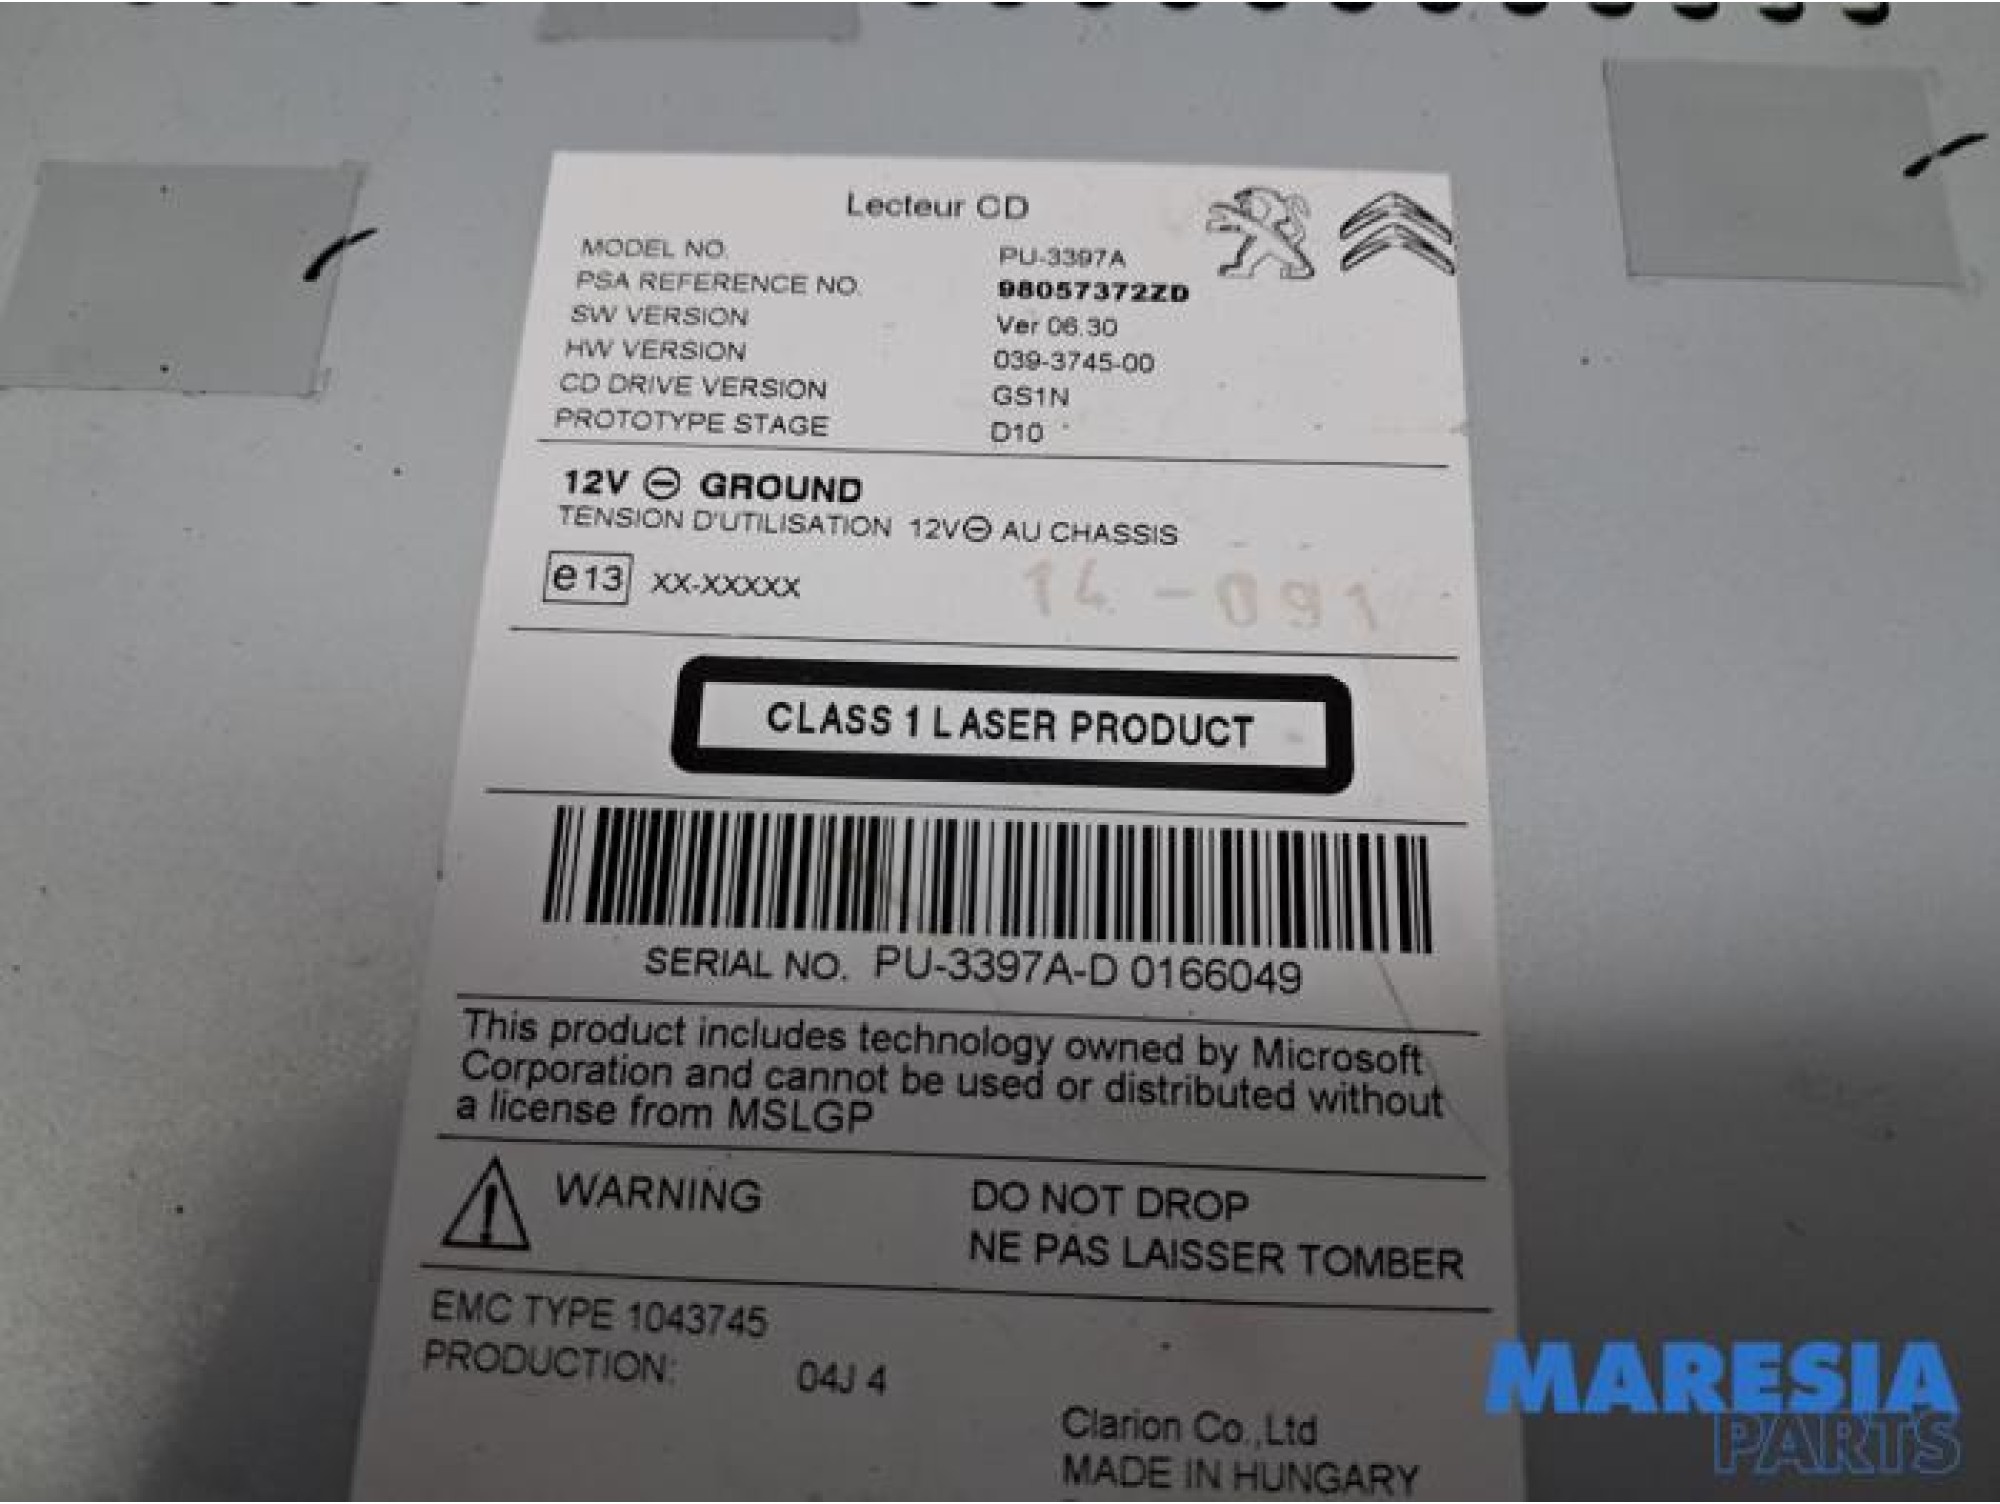 Lecteur CD
MODEL NO. PU-3397A
PSA REFERENCE NO. 98057372ZD
SW VERSION Ver 06.30
HW VERSION 039-3745-00
CD DRIVE VERSION GS1N
PROTOTYPE STAGE D10
12V ⊖ GROUND
TENSION D'UTILISATION 12V⊖ AU CHASSIS
e13 XX-XXXXX 14-091
CLASS 1 LASER PRODUCT
SERIAL NO. PU-3397A-D 0166049
This product includes technology owned by Microsoft
Corporation and cannot be used or distributed without
a license from MSLGP
WARNING DO NOT DROP
NE PAS LAISSER TOMBER
EMC TYPE 1043745
PRODUCTION: 04J 4
Clarion Co.,Ltd
MADE IN HUNGARY
MARESIA
PARTS